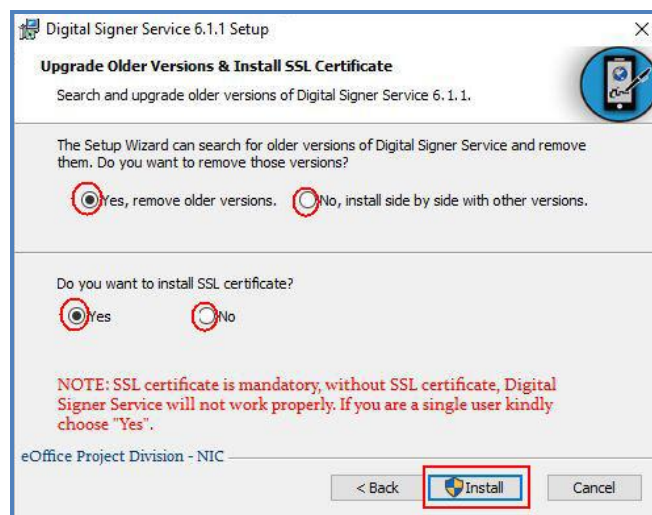 Digital Signer Service 6.1.1 Setup
Upgrade Older Versions & Install SSL Certificate
Search and upgrade older versions of Digital Signer Service 6.1.1.
The Setup Wizard can search for older versions of Digital Signer Service and remove
them. Do you want to remove those versions?
Yes, remove older versions. No, install side by side with other versions.
Do you want to install SSL certificate?
Yes No
NOTE: SSL certificate is mandatory, without SSL certificate, Digital
Signer Service will not work properly. If you are a single user kindly
choose "Yes".
eOffice Project Division - NIC
< Back Install Cancel